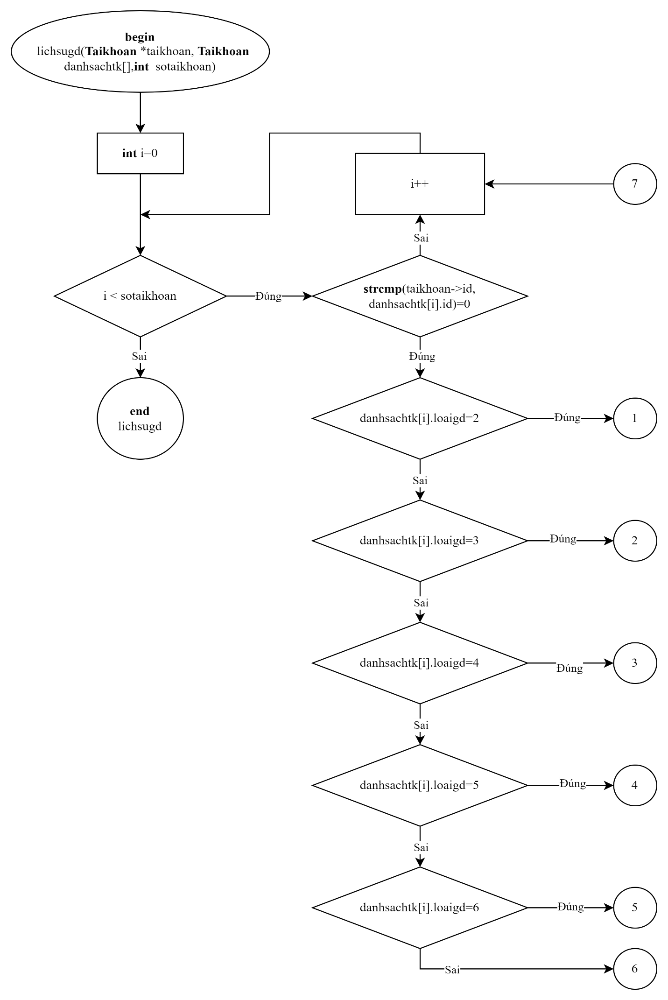 begin
lichsugd(Taikhoan *taikhoan, Taikhoan
danhsachtk[],int sotaikhoan)
int i=0
i++
7
Sai
i < sotaikhoan
Đúng
strcmp(taikhoan->id,
danhsachtk[i].id)=0
Sai
Đúng
end
lichsugd
danhsachtk[i].loaigd=2
Đúng
1
Sai
danhsachtk[i].loaigd=3
Đúng
2
Sai
danhsachtk[i].loaigd=4
Đúng
3
Sai
danhsachtk[i].loaigd=5
Đúng
4
Sai
danhsachtk[i].loaigd=6
Đúng
5
Sai
6